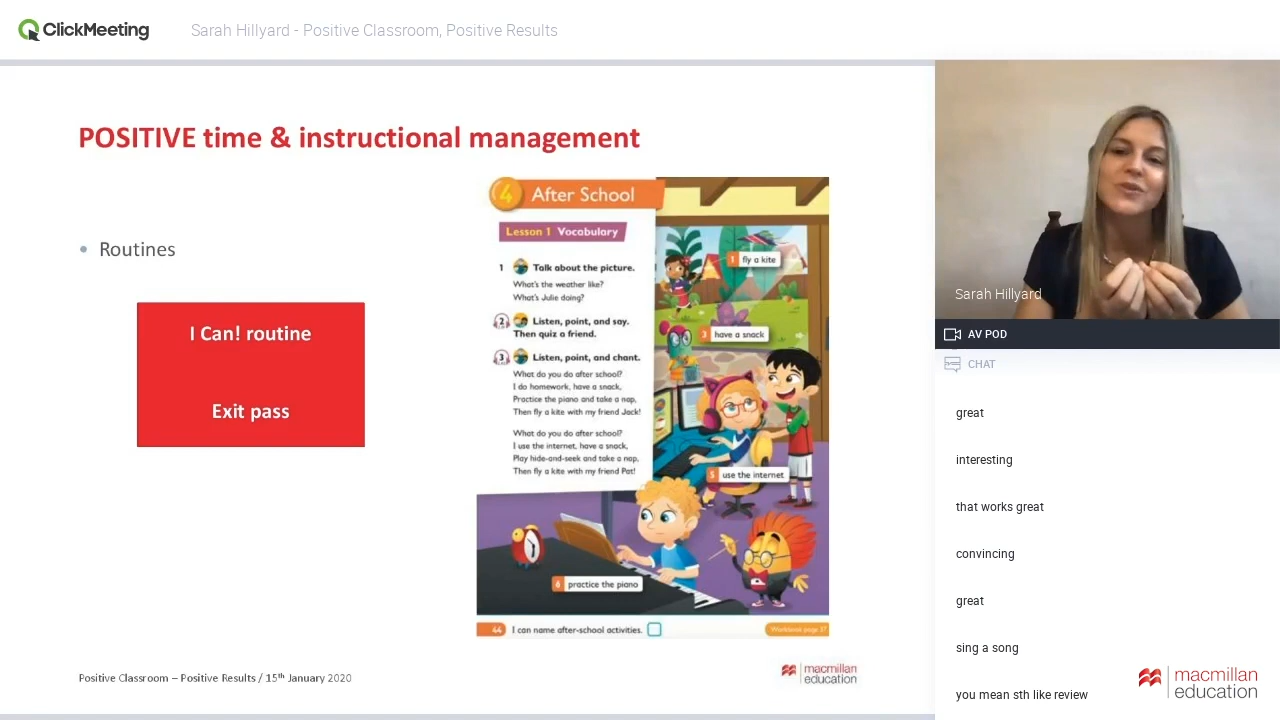 ClickMeeting
Sarah Hillyard - Positive Classroom, Positive Results
POSITIVE time & instructional management
• Routines
I Can! routine
Exit pass
4 After School
Lesson 1 Vocabulary
1 Talk about the picture.
What's the weather like?
What's Julie doing?
2 Listen, point, and say.
Then quiz a friend.
3 Listen, point, and chant.
What do you do after school?
I do homework, have a snack,
Practice the piano and take a nap,
Then fly a kite with my friend Jack!
What do you do after school?
I use the internet, have a snack,
Play hide-and-seek and take a nap,
Then fly a kite with my friend Pat!
1 fly a kite
3 have a snack
5 use the internet
6 practice the piano
44 I can name after-school activities.
Workbook page 37
Positive Classroom – Positive Results / 15th January 2020
macmillan
education
Sarah Hillyard
AV POD
CHAT
great
interesting
that works great
convincing
great
sing a song
you mean sth like review
macmillan
education